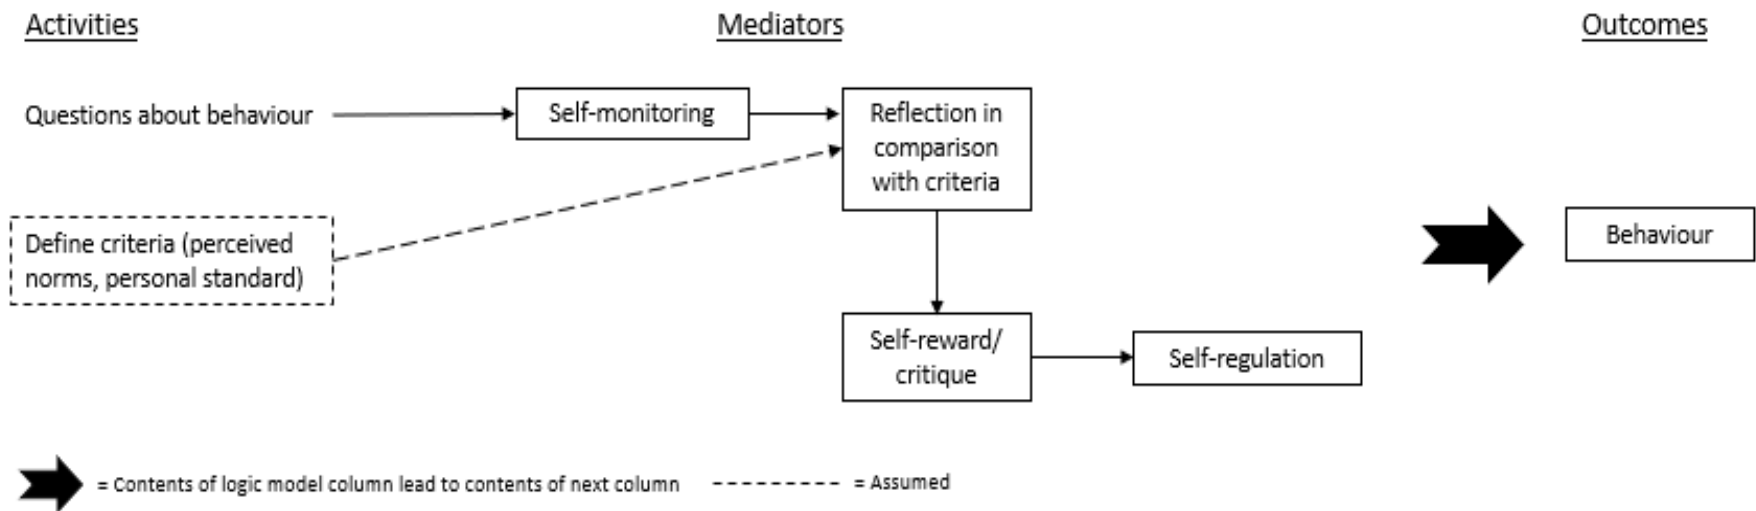 Activities
Mediators
Outcomes
Questions about behaviour
Self-monitoring
Reflection in
comparison
with criteria
Define criteria (perceived
norms, personal standard)
Behaviour
Self-reward/
critique
Self-regulation
= Contents of logic model column lead to contents of next column
= Assumed